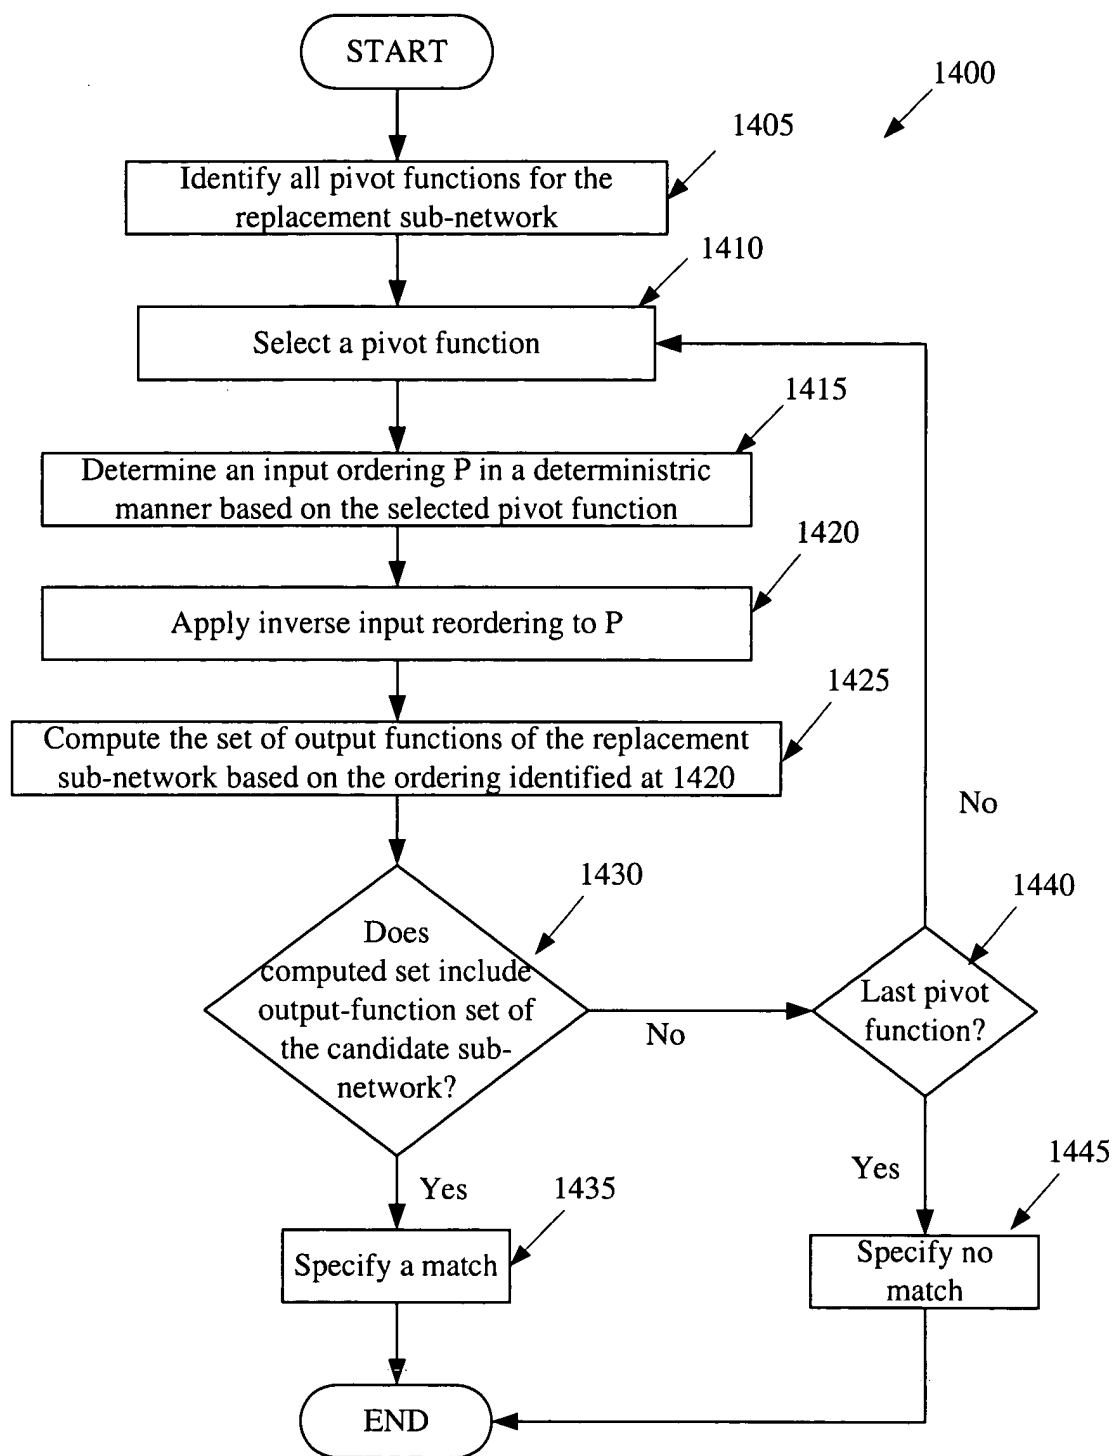 START
1400
1405
Identify all pivot functions for the
replacement sub-network
1410
Select a pivot function
1415
Determine an input ordering P in a deterministric
manner based on the selected pivot function
1420
Apply inverse input reordering to P
1425
Compute the set of output functions of the replacement
sub-network based on the ordering identified at 1420
No
1430
Does
computed set include
output-function set of
the candidate sub-
network?
No
1440
Last pivot
function?
Yes
1435
Specify a match
Yes
1445
Specify no
match
END